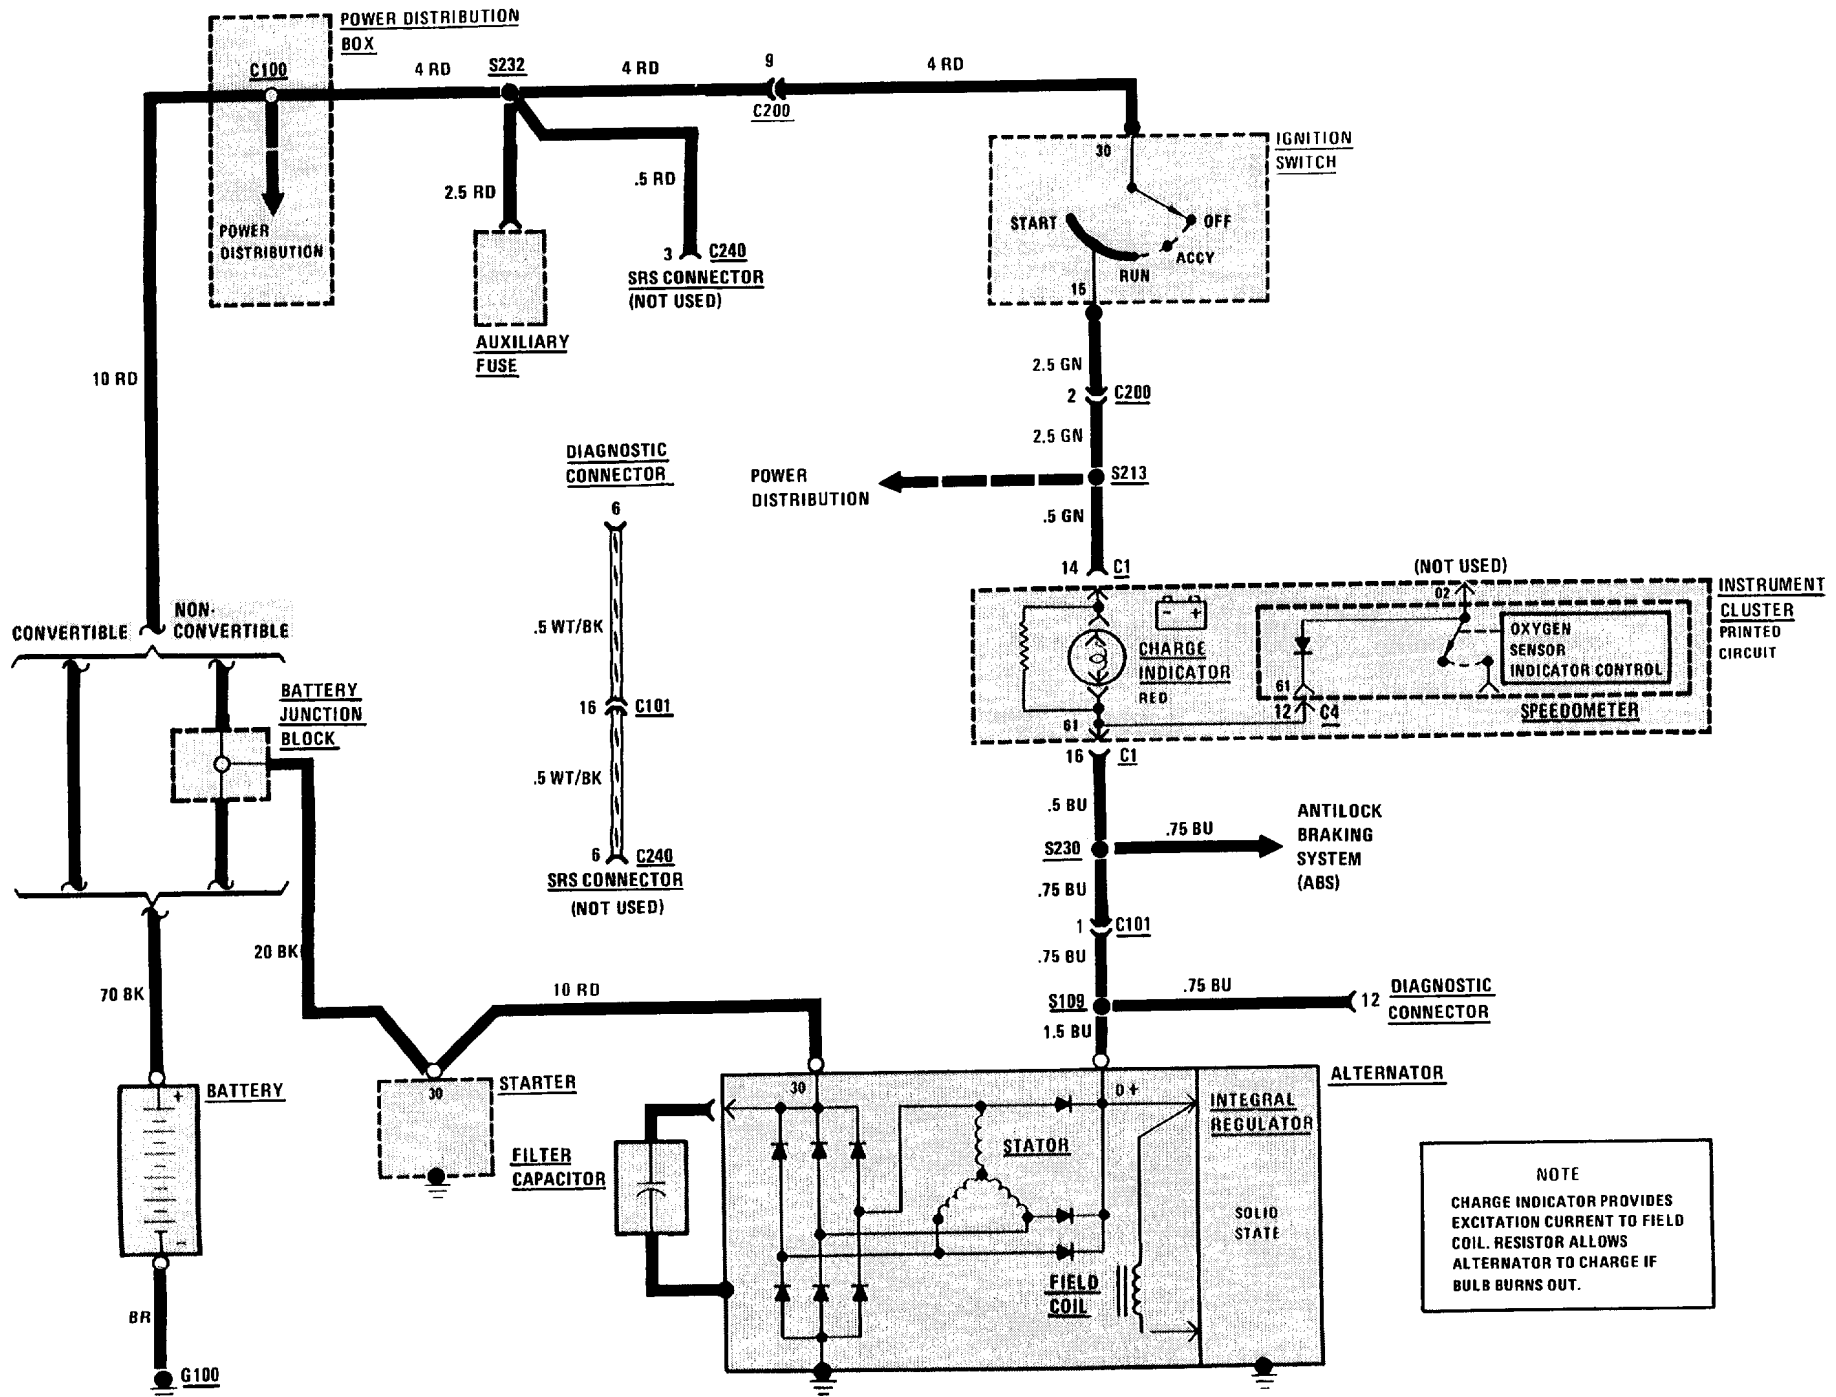 POWER DISTRIBUTION
BOX
C100
4 RD
S232
4 RD
9
C200
4 RD
30
IGNITION
SWITCH
START
OFF
ACCY
RUN
15
POWER
DISTRIBUTION
2.5 RD
.5 RD
3
C240
SRS CONNECTOR
(NOT USED)
AUXILIARY
FUSE
10 RD
2.5 GN
2
C200
2.5 GN
POWER
DISTRIBUTION
S213
.5 GN
14
C1
DIAGNOSTIC
CONNECTOR
6
.5 WT/BK
16
C101
.5 WT/BK
6
C240
SRS CONNECTOR
(NOT USED)
(NOT USED)
02
INSTRUMENT
CLUSTER
PRINTED
CIRCUIT
- +
CHARGE
INDICATOR
RED
OXYGEN
SENSOR
INDICATOR CONTROL
61
12
C4
SPEEDOMETER
61
16
C1
CONVERTIBLE
NON-
CONVERTIBLE
BATTERY
JUNCTION
BLOCK
.5 BU
S230
.75 BU
ANTILOCK
BRAKING
SYSTEM
(ABS)
.75 BU
1
C101
.75 BU
S109
.75 BU
12
DIAGNOSTIC
CONNECTOR
1.5 BU
20 BK
70 BK
10 RD
BATTERY
+
-
30
STARTER
FILTER
CAPACITOR
30
D+
ALTERNATOR
INTEGRAL
REGULATOR
STATOR
SOLID
STATE
FIELD
COIL
BR
G100
NOTE
CHARGE INDICATOR PROVIDES
EXCITATION CURRENT TO FIELD
COIL. RESISTOR ALLOWS
ALTERNATOR TO CHARGE IF
BULB BURNS OUT.